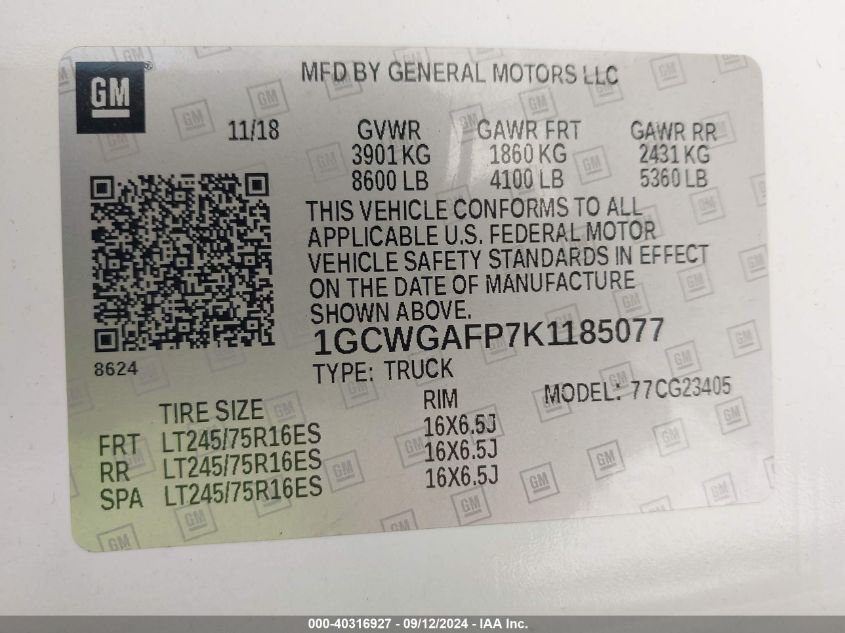 GM
MFD BY GENERAL MOTORS LLC
11/18 GVWR GAWR FRT GAWR RR
3901 KG 1860 KG 2431 KG
8600 LB 4100 LB 5360 LB
THIS VEHICLE CONFORMS TO ALL
APPLICABLE U.S. FEDERAL MOTOR
VEHICLE SAFETY STANDARDS IN EFFECT
ON THE DATE OF MANUFACTURE
SHOWN ABOVE.
1GCWGAFP7K1185077
8624
TYPE: TRUCK
MODEL: 77CG23405
TIRE SIZE RIM
FRT LT245/75R16ES 16X6.5J
RR LT245/75R16ES 16X6.5J
SPA LT245/75R16ES 16X6.5J
000-40316927 - 09/12/2024 - IAAI Inc.